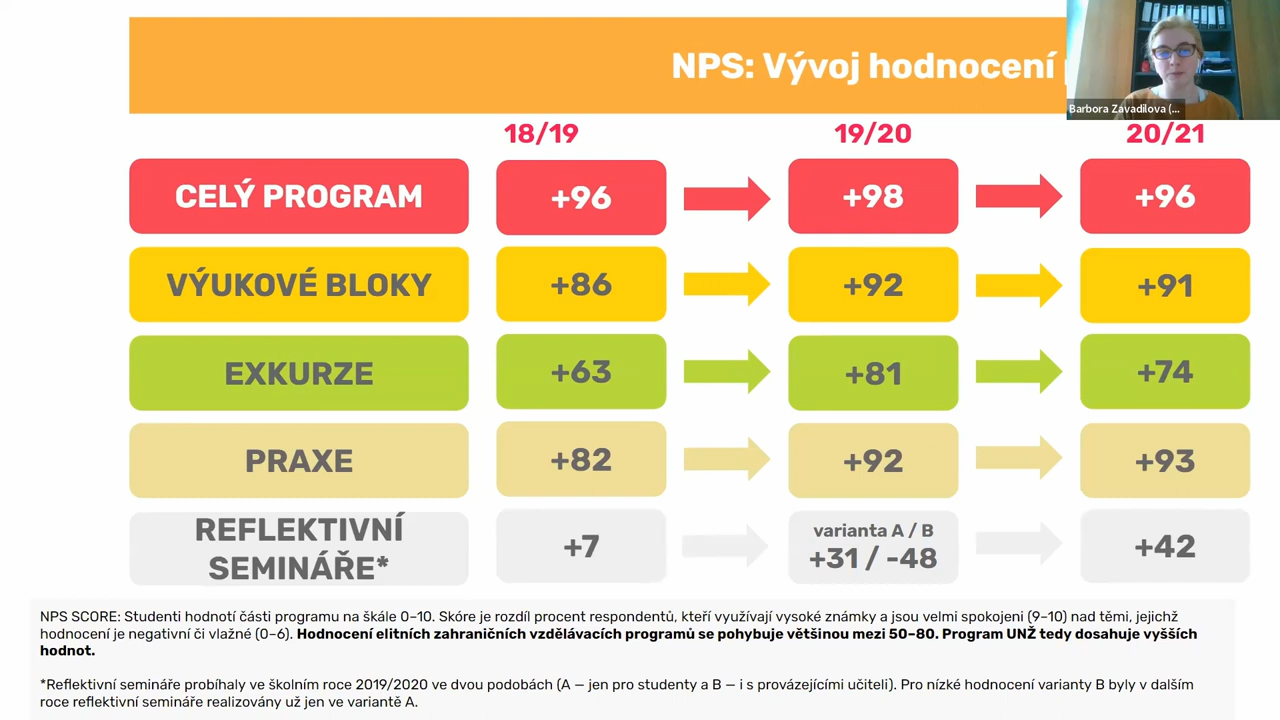 NPS: Vývoj hodnocení
Barbora Zavadilova (...
18/19 19/20 20/21
CELÝ PROGRAM +96 +98 +96
VÝUKOVÉ BLOKY +86 +92 +91
EXKURZE +63 +81 +74
PRAXE +82 +92 +93
REFLEKTIVNÍ
SEMINÁŘE* +7 varianta A / B
+31 / -48 +42
NPS SCORE: Studenti hodnotí části programu na škále 0–10. Skóre je rozdíl procent respondentů, kteří využívají vysoké známky a jsou velmi spokojeni (9–10) nad těmi, jejichž
hodnocení je negativní či vlažné (0–6). Hodnocení elitních zahraničních vzdělávacích programů se pohybuje většinou mezi 50–80. Program UNŽ tedy dosahuje vyšších
hodnot.
*Reflektivní semináře probíhaly ve školním roce 2019/2020 ve dvou podobách (A — jen pro studenty a B — i s provázejícími učiteli). Pro nízké hodnocení varianty B byly v dalším
roce reflektivní semináře realizovány už jen ve variantě A.